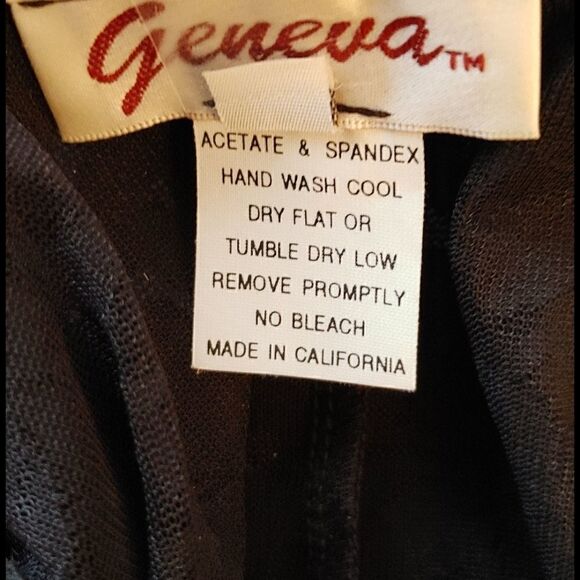 Geneva™
ACETATE & SPANDEX
HAND WASH COOL
DRY FLAT OR
TUMBLE DRY LOW
REMOVE PROMPTLY
NO BLEACH
MADE IN CALIFORNIA